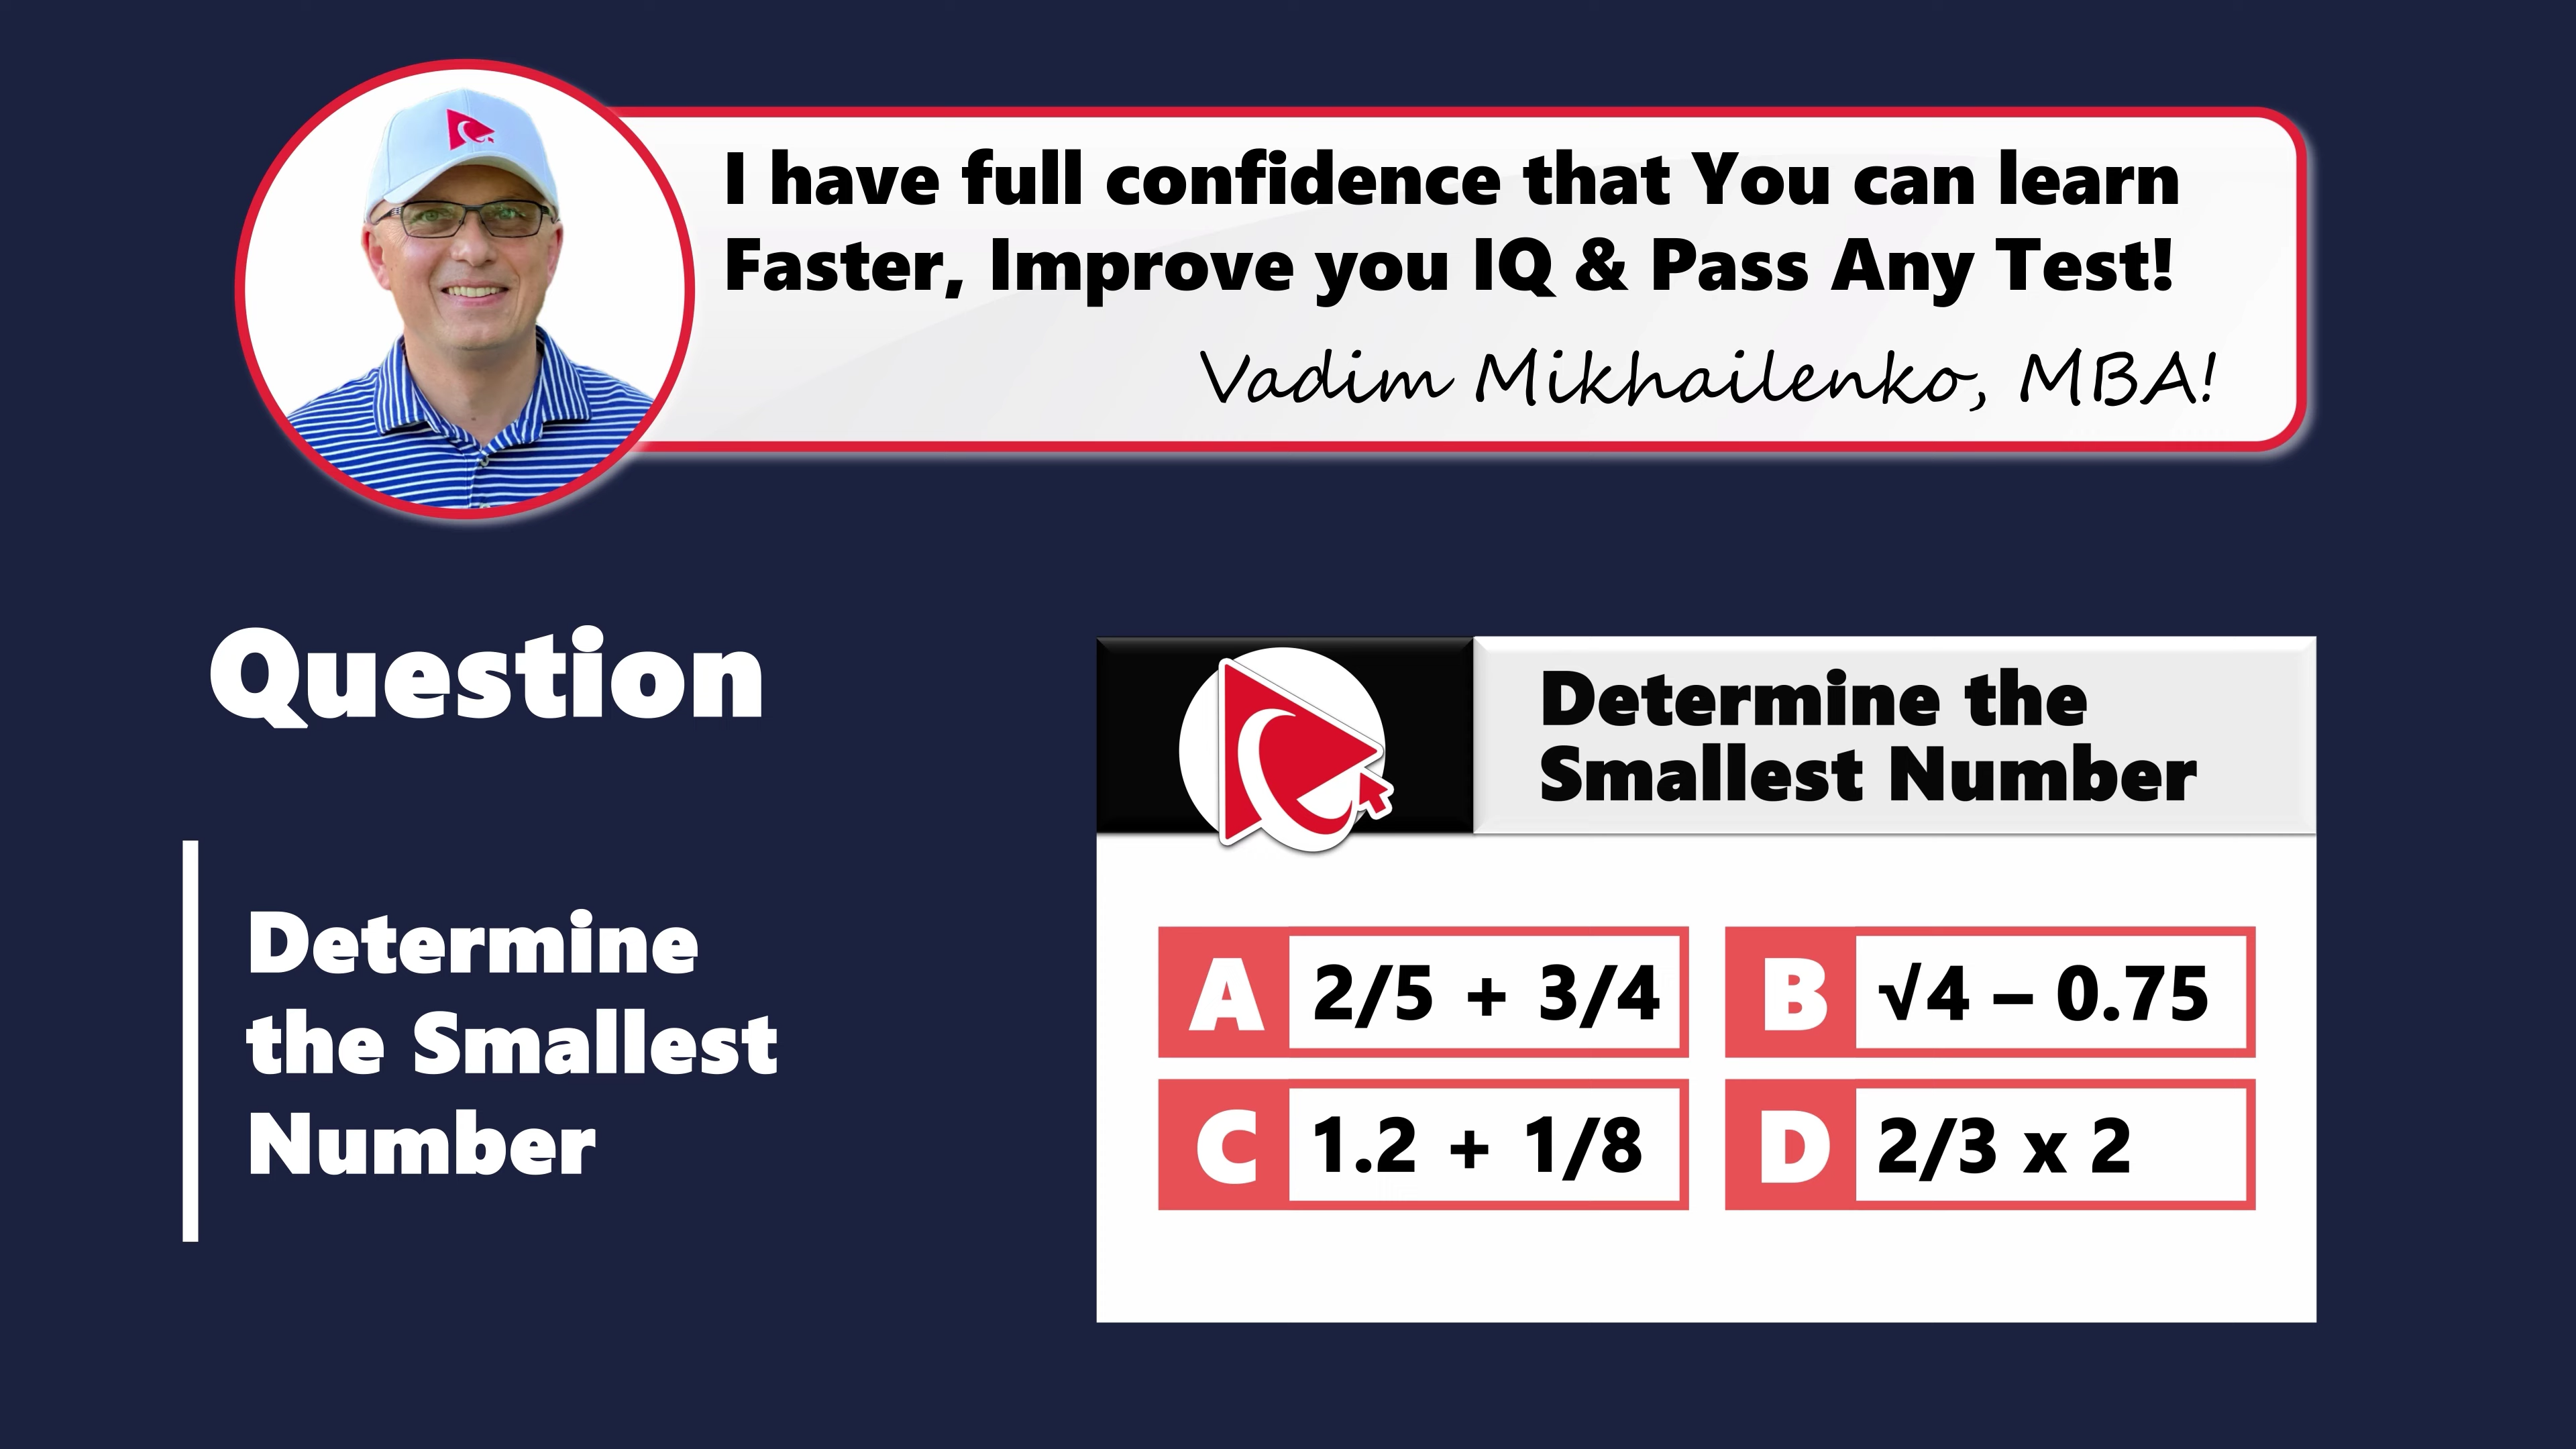 I have full confidence that You can learn
Faster, Improve you IQ & Pass Any Test!
Vadim Mikhailenko, MBA!
Question
Determine
the Smallest
Number
Determine the
Smallest Number
A 2/5 + 3/4
B √4 – 0.75
C 1.2 + 1/8
D 2/3 x 2